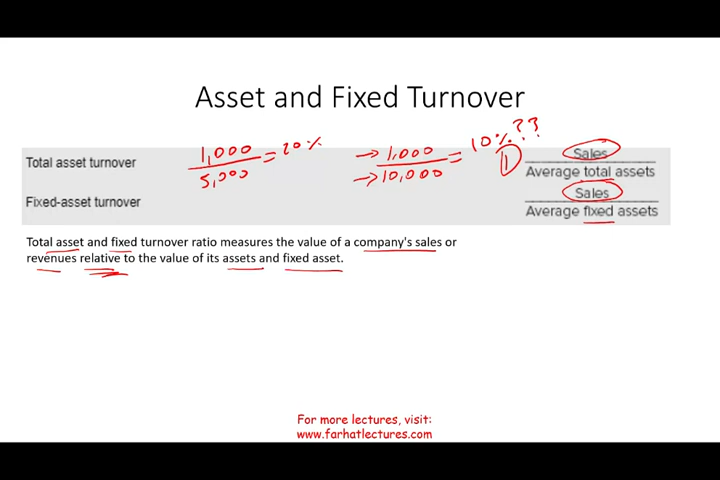 Asset and Fixed Turnover
Total asset turnover
1,000
5,000
= 20%
→ 1,000
→ 10,000
= 10% ??
1
Sales
Average total assets
Fixed-asset turnover
Sales
Average fixed assets
Total asset and fixed turnover ratio measures the value of a company's sales or
revenues relative to the value of its assets and fixed asset.
For more lectures, visit:
www.farhatlectures.com